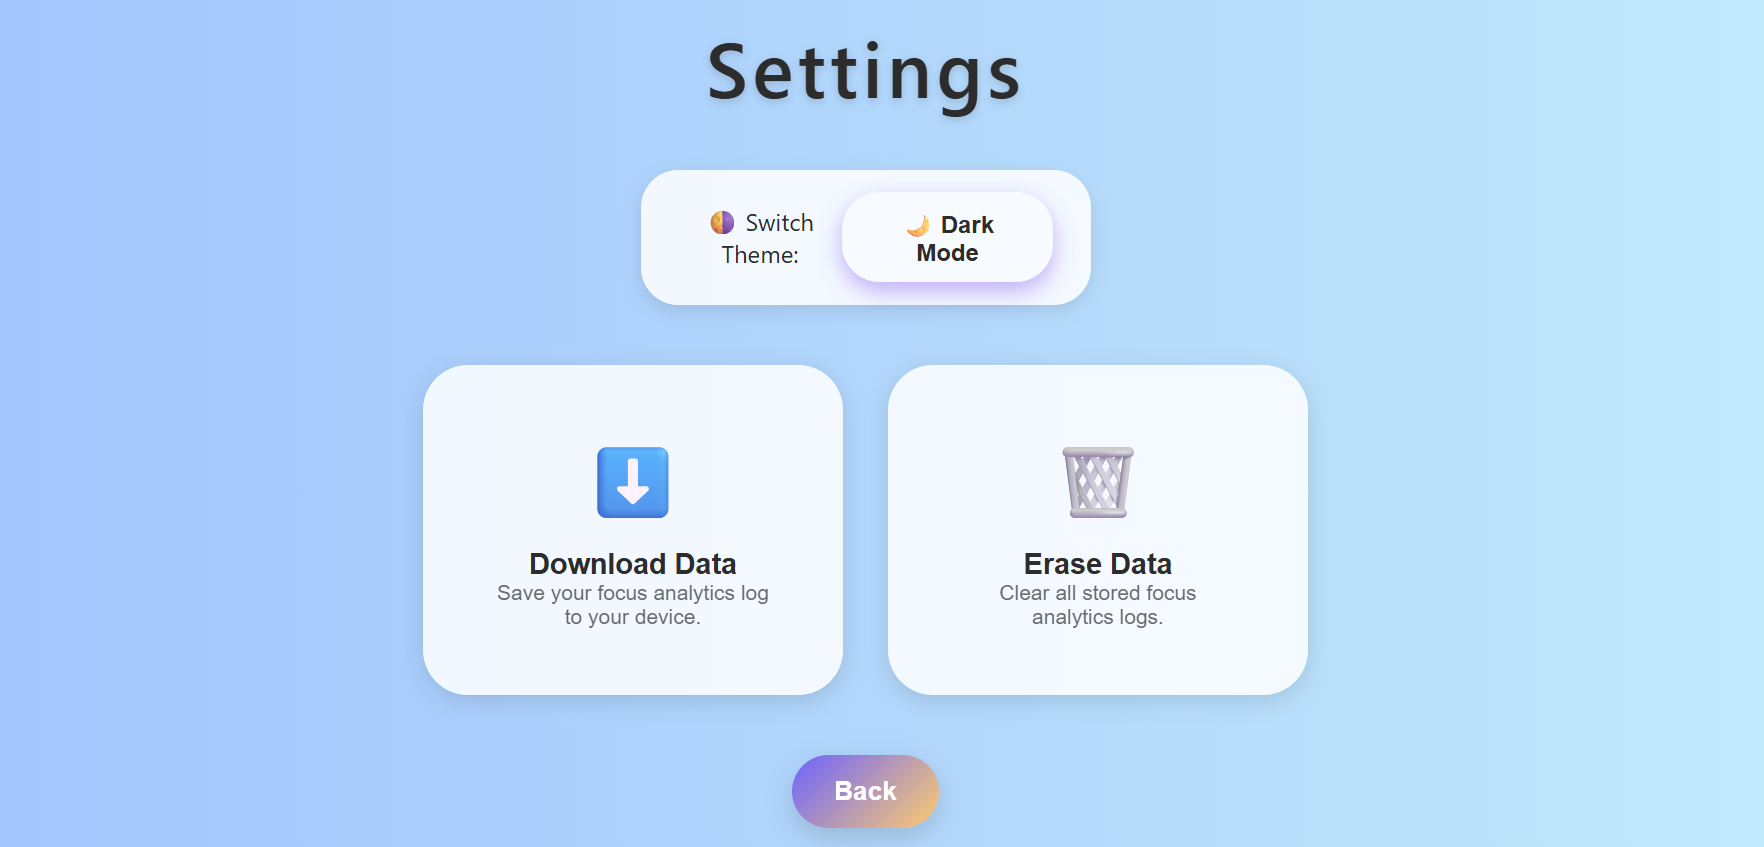 Settings
🌗 Switch
Theme:
🌙 Dark
Mode
Download Data
Save your focus analytics log
to your device.
Erase Data
Clear all stored focus
analytics logs.
Back